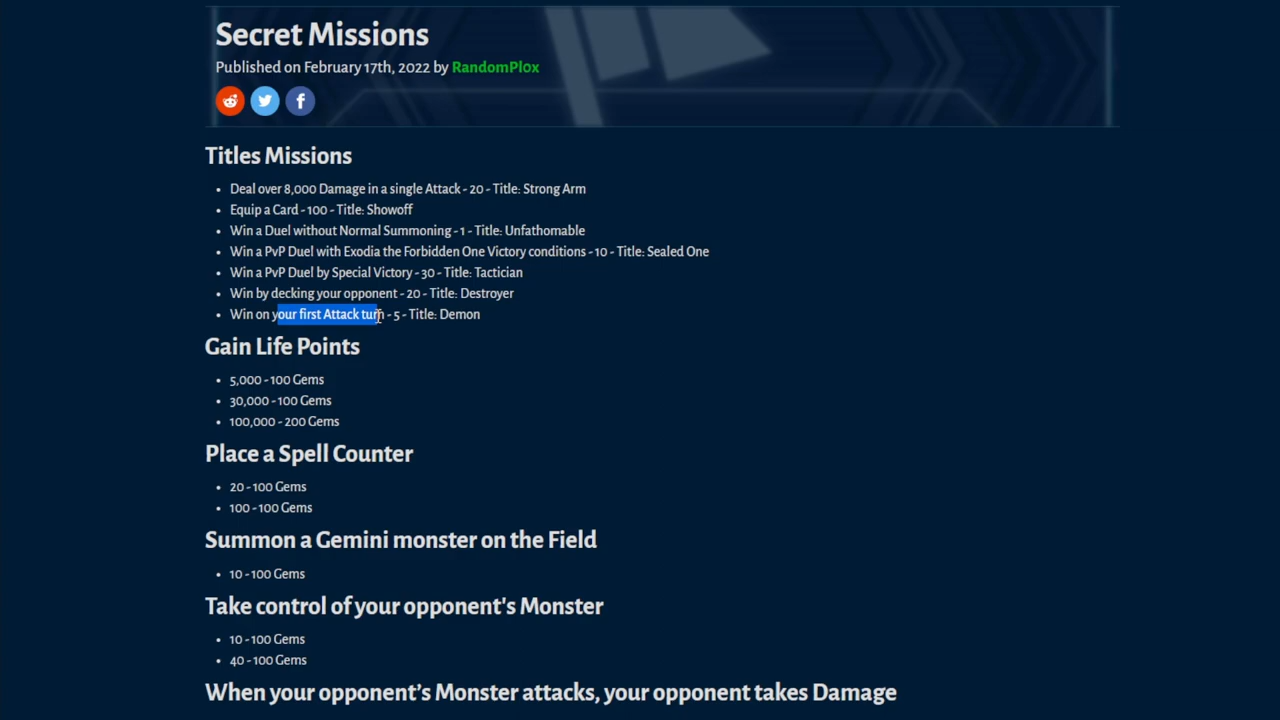 Secret Missions
Published on February 17th, 2022 by RandomPl0x
Titles Missions
• Deal over 8,000 Damage in a single Attack - 20 - Title: Strong Arm
• Equip a Card - 100 - Title: Showoff
• Win a Duel without Normal Summoning - 1 - Title: Unfathomable
• Win a PvP Duel with Exodia the Forbidden One Victory conditions - 10 - Title: Sealed One
• Win a PvP Duel by Special Victory - 30 - Title: Tactician
• Win by decking your opponent - 20 - Title: Destroyer
• Win on your first Attack turn - 5 - Title: Demon
Gain Life Points
• 5,000 - 100 Gems
• 30,000 - 100 Gems
• 100,000 - 200 Gems
Place a Spell Counter
• 20 - 100 Gems
• 100 - 100 Gems
Summon a Gemini monster on the Field
• 10 - 100 Gems
Take control of your opponent's Monster
• 10 - 100 Gems
• 40 - 100 Gems
When your opponent’s Monster attacks, your opponent takes Damage